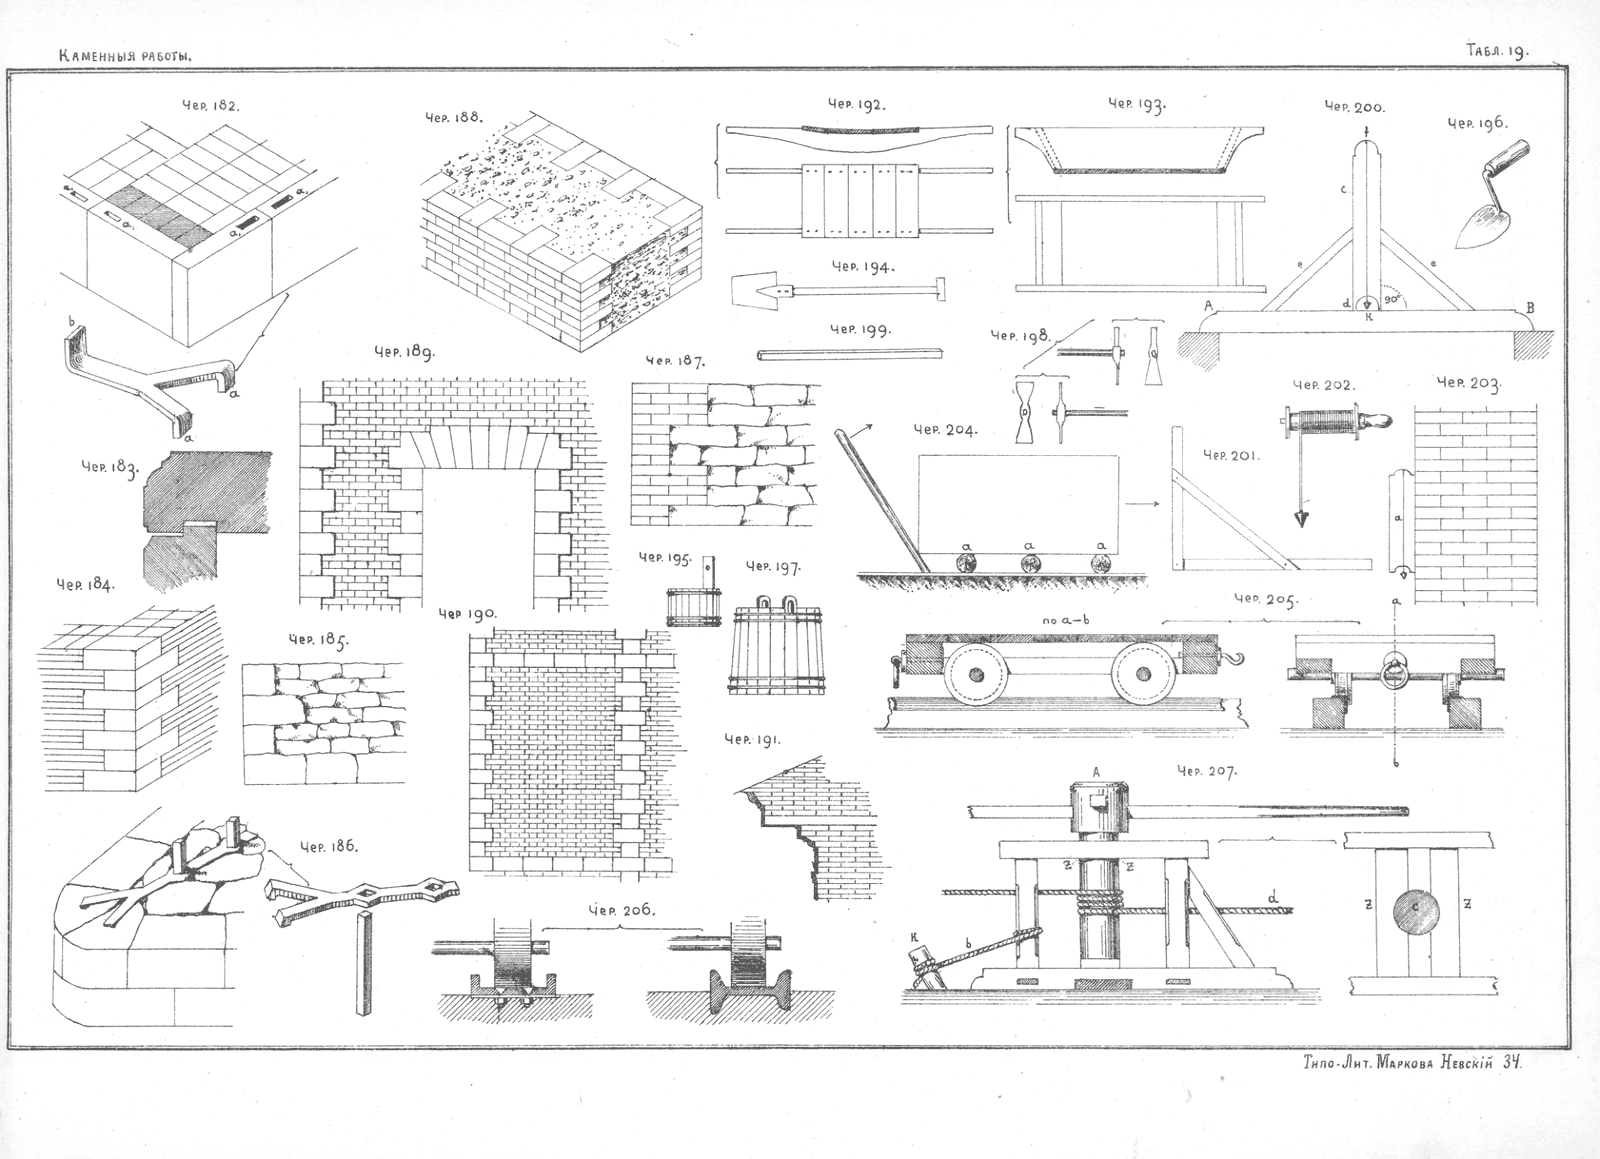 Каменныя работы.
Табл. 19.
Чер. 182.
Чер. 188.
Чер. 192.
Чер. 193.
Чер. 200.
Чер. 196.
a
a
a
a
c
Чер. 194.
e
e
d
90°
A
B
K
b
a
a
Чер. 189.
Чер. 187.
Чер. 199.
Чер. 198.
Чер. 202.
Чер. 203.
Чер. 204.
Чер. 201.
Чер. 183.
a
a
a
a
Чер. 184.
Чер. 195.
Чер. 197.
Чер. 190.
Чер. 205.
a
по a–b
Чер. 185.
Чер. 191.
b
A
Чер. 207.
Чер. 186.
z
z
Чер. 206.
d
z
c
z
K
b
Типо-Лит. Маркова Невскій 34.